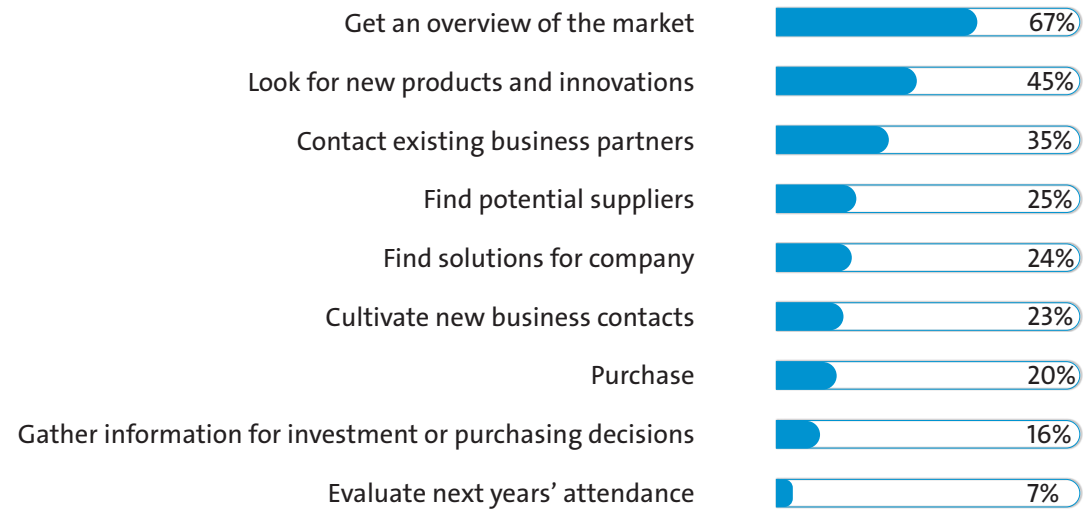 Get an overview of the market 67%
Look for new products and innovations 45%
Contact existing business partners 35%
Find potential suppliers 25%
Find solutions for company 24%
Cultivate new business contacts 23%
Purchase 20%
Gather information for investment or purchasing decisions 16%
Evaluate next years’ attendance 7%